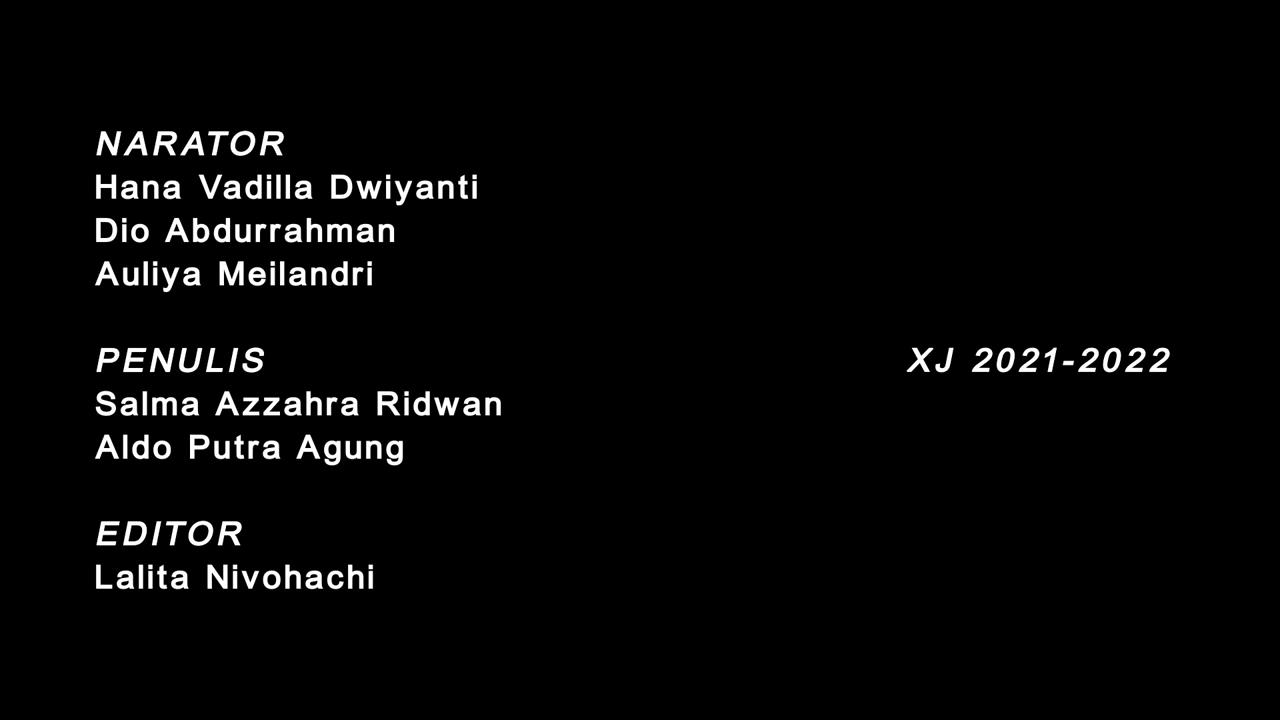 NARATOR
Hana Vadilla Dwiyanti
Dio Abdurrahman
Auliya Meilandri
PENULIS
Salma Azzahra Ridwan
Aldo Putra Agung
EDITOR
Lalita Nivohachi
XJ 2021-2022